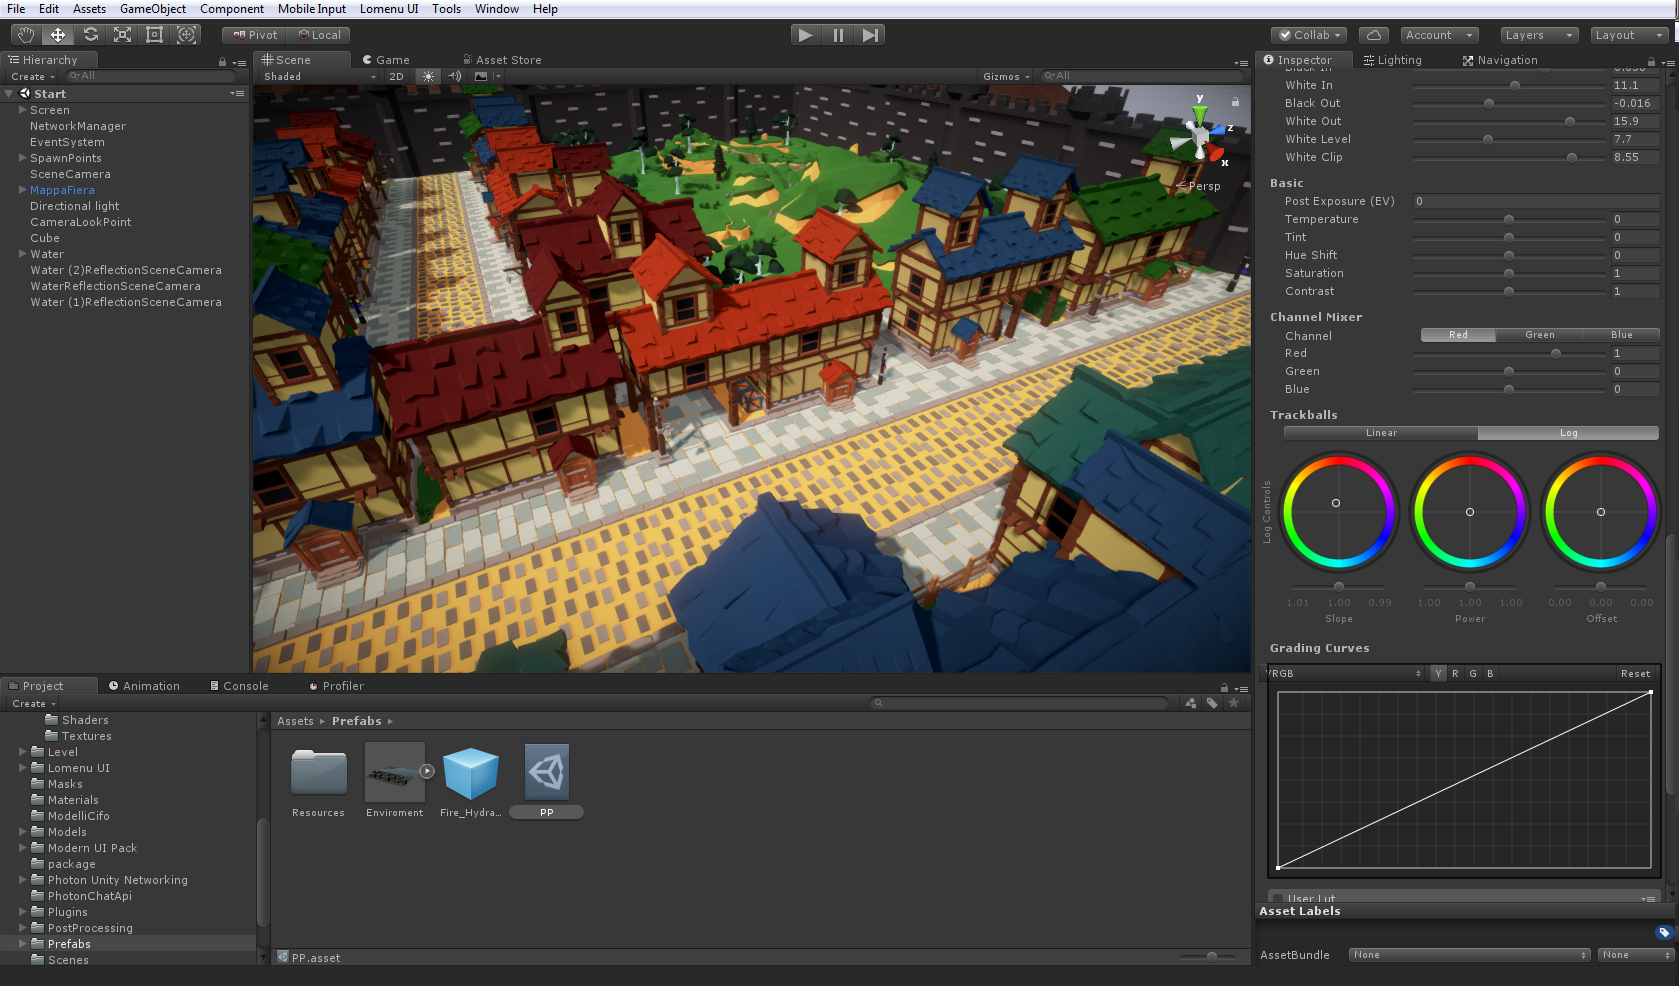 File Edit Assets GameObject Component Mobile Input Lomenu UI Tools Window Help
Pivot Local Collab Account Layers Layout
Hierarchy
Create All
Start
Screen
NetworkManager
EventSystem
SpawnPoints
SceneCamera
MappaFiera
Directional light
CameraLookPoint
Cube
Water
Water (2)ReflectionSceneCamera
WaterReflectionSceneCamera
Water (1)ReflectionSceneCamera
Scene Game Asset Store
Shaded 2D Gizmos All
y
z
x
Persp
Inspector Lighting Navigation
Black In 0.038
White In 11.1
Black Out -0.016
White Out 15.9
White Level 7.7
White Clip 8.55
Basic
Post Exposure (EV) 0
Temperature 0
Tint 0
Hue Shift 0
Saturation 1
Contrast 1
Channel Mixer
Channel Red Green Blue
Red 1
Green 0
Blue 0
Trackballs
Linear Log
Log Controls
1.01 1.00 0.99 1.00 1.00 1.00 0.00 0.00 0.00
Slope Power Offset
Grading Curves
YRGB Y R G B Reset
User Lut
Asset Labels
AssetBundle None None
Project Animation Console Profiler
Create
Shaders
Textures
Level
Lomenu UI
Masks
Materials
ModelliCifo
Models
Modern UI Pack
package
Photon Unity Networking
PhotonChatApi
Plugins
PostProcessing
Prefabs
Scenes
Assets Prefabs
Resources Enviroment Fire_Hydra... PP
PP.asset